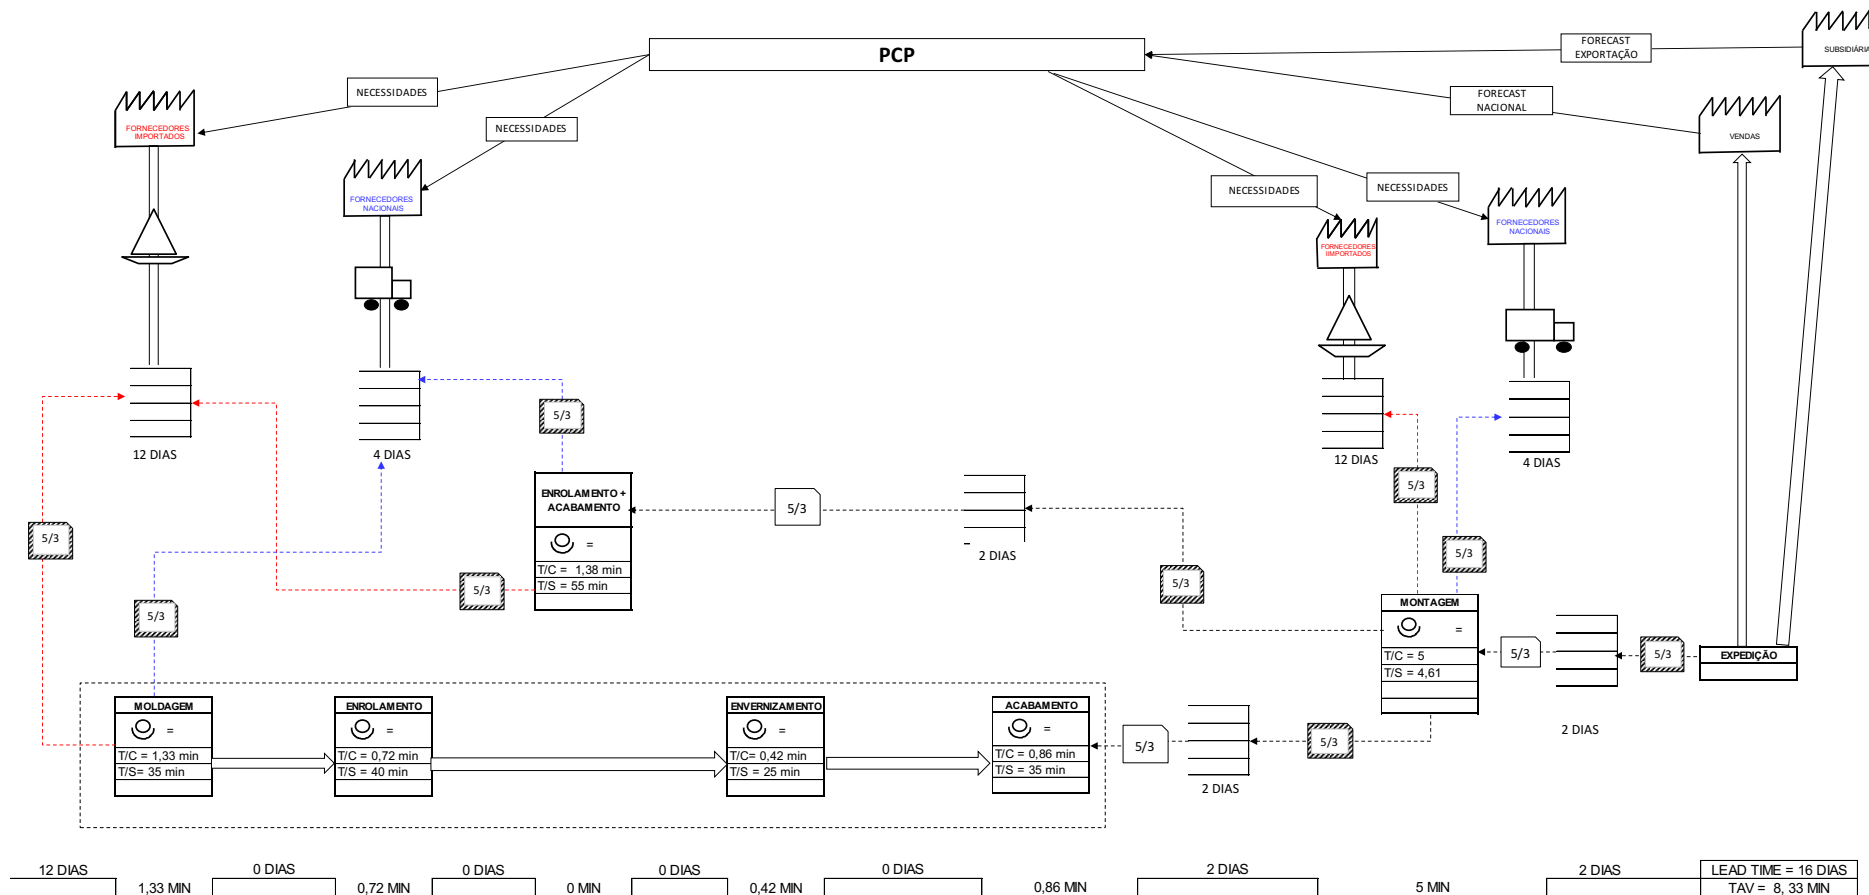 PCP
FORECAST
EXPORTAÇÃO
SUBSIDIÁRIA
NECESSIDADES
FORECAST
NACIONAL
FORNECEDORES
IMPORTADOS
NECESSIDADES
VENDAS
NECESSIDADES
NECESSIDADES
FORNECEDORES
NACIONAIS
FORNECEDORES
NACIONAIS
FORNECEDORES
IIMPORTADOS
5/3
12 DIAS
4 DIAS
12 DIAS
4 DIAS
ENROLAMENTO +
ACABAMENTO
=
T/C = 1,38 min
T/S = 55 min
5/3
5/3
2 DIAS
5/3
5/3
5/3
5/3
5/3
5/3
MONTAGEM
=
T/C = 5
T/S = 4,61
5/3
5/3
EXPEDIÇÃO
2 DIAS
MOLDAGEM
=
T/C = 1,33 min
T/S= 35 min
ENROLAMENTO
=
T/C = 0,72 min
T/S = 40 min
ENVERNIZAMENTO
=
T/C= 0,42 min
T/S = 25 min
ACABAMENTO
=
T/C = 0,86 min
T/S = 35 min
5/3
5/3
2 DIAS
12 DIAS
0 DIAS
0 DIAS
0 DIAS
0 DIAS
2 DIAS
2 DIAS
LEAD TIME = 16 DIAS
1,33 MIN
0,72 MIN
0 MIN
0,42 MIN
0,86 MIN
5 MIN
TAV = 8, 33 MIN